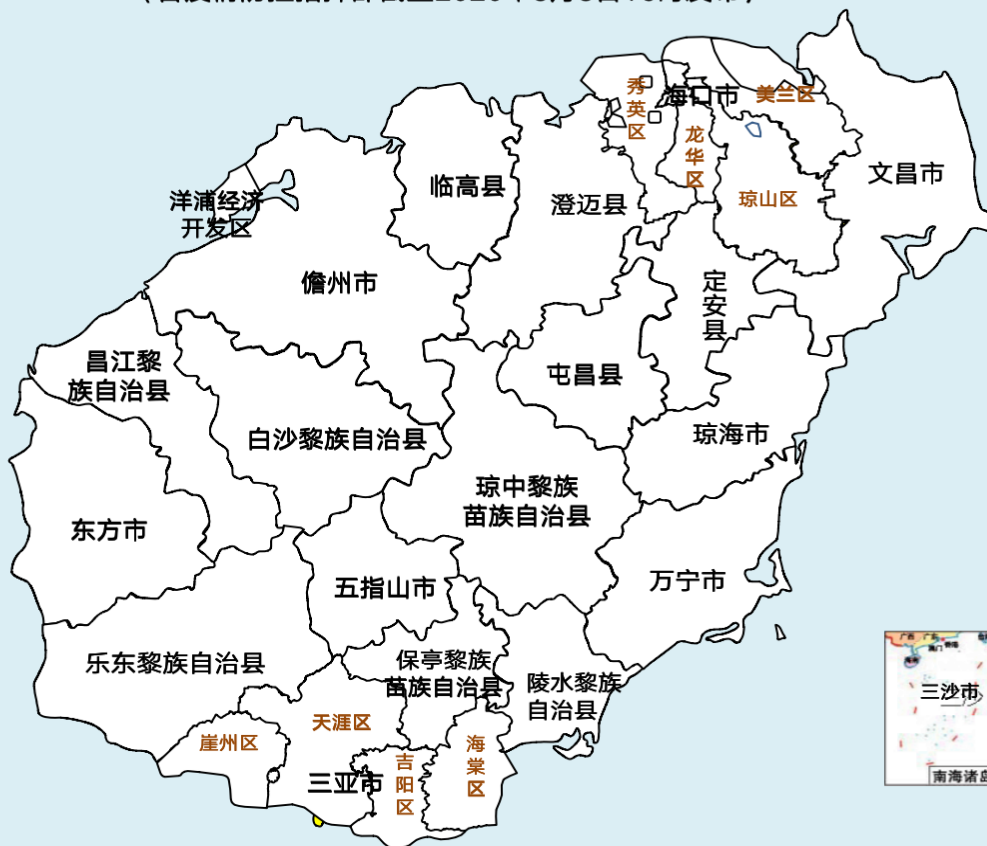 秀英区
海口市
美兰区
龙华区
琼山区
文昌市
临高县
澄迈县
洋浦经济
开发区
儋州市
定安县
昌江黎
族自治县
屯昌县
白沙黎族自治县
琼海市
琼中黎族
苗族自治县
东方市
五指山市
万宁市
乐东黎族自治县
保亭黎族
苗族自治县
陵水黎族
自治县
天涯区
崖州区
海棠区
吉阳区
三亚市
广西
广东
三沙市
南海诸岛